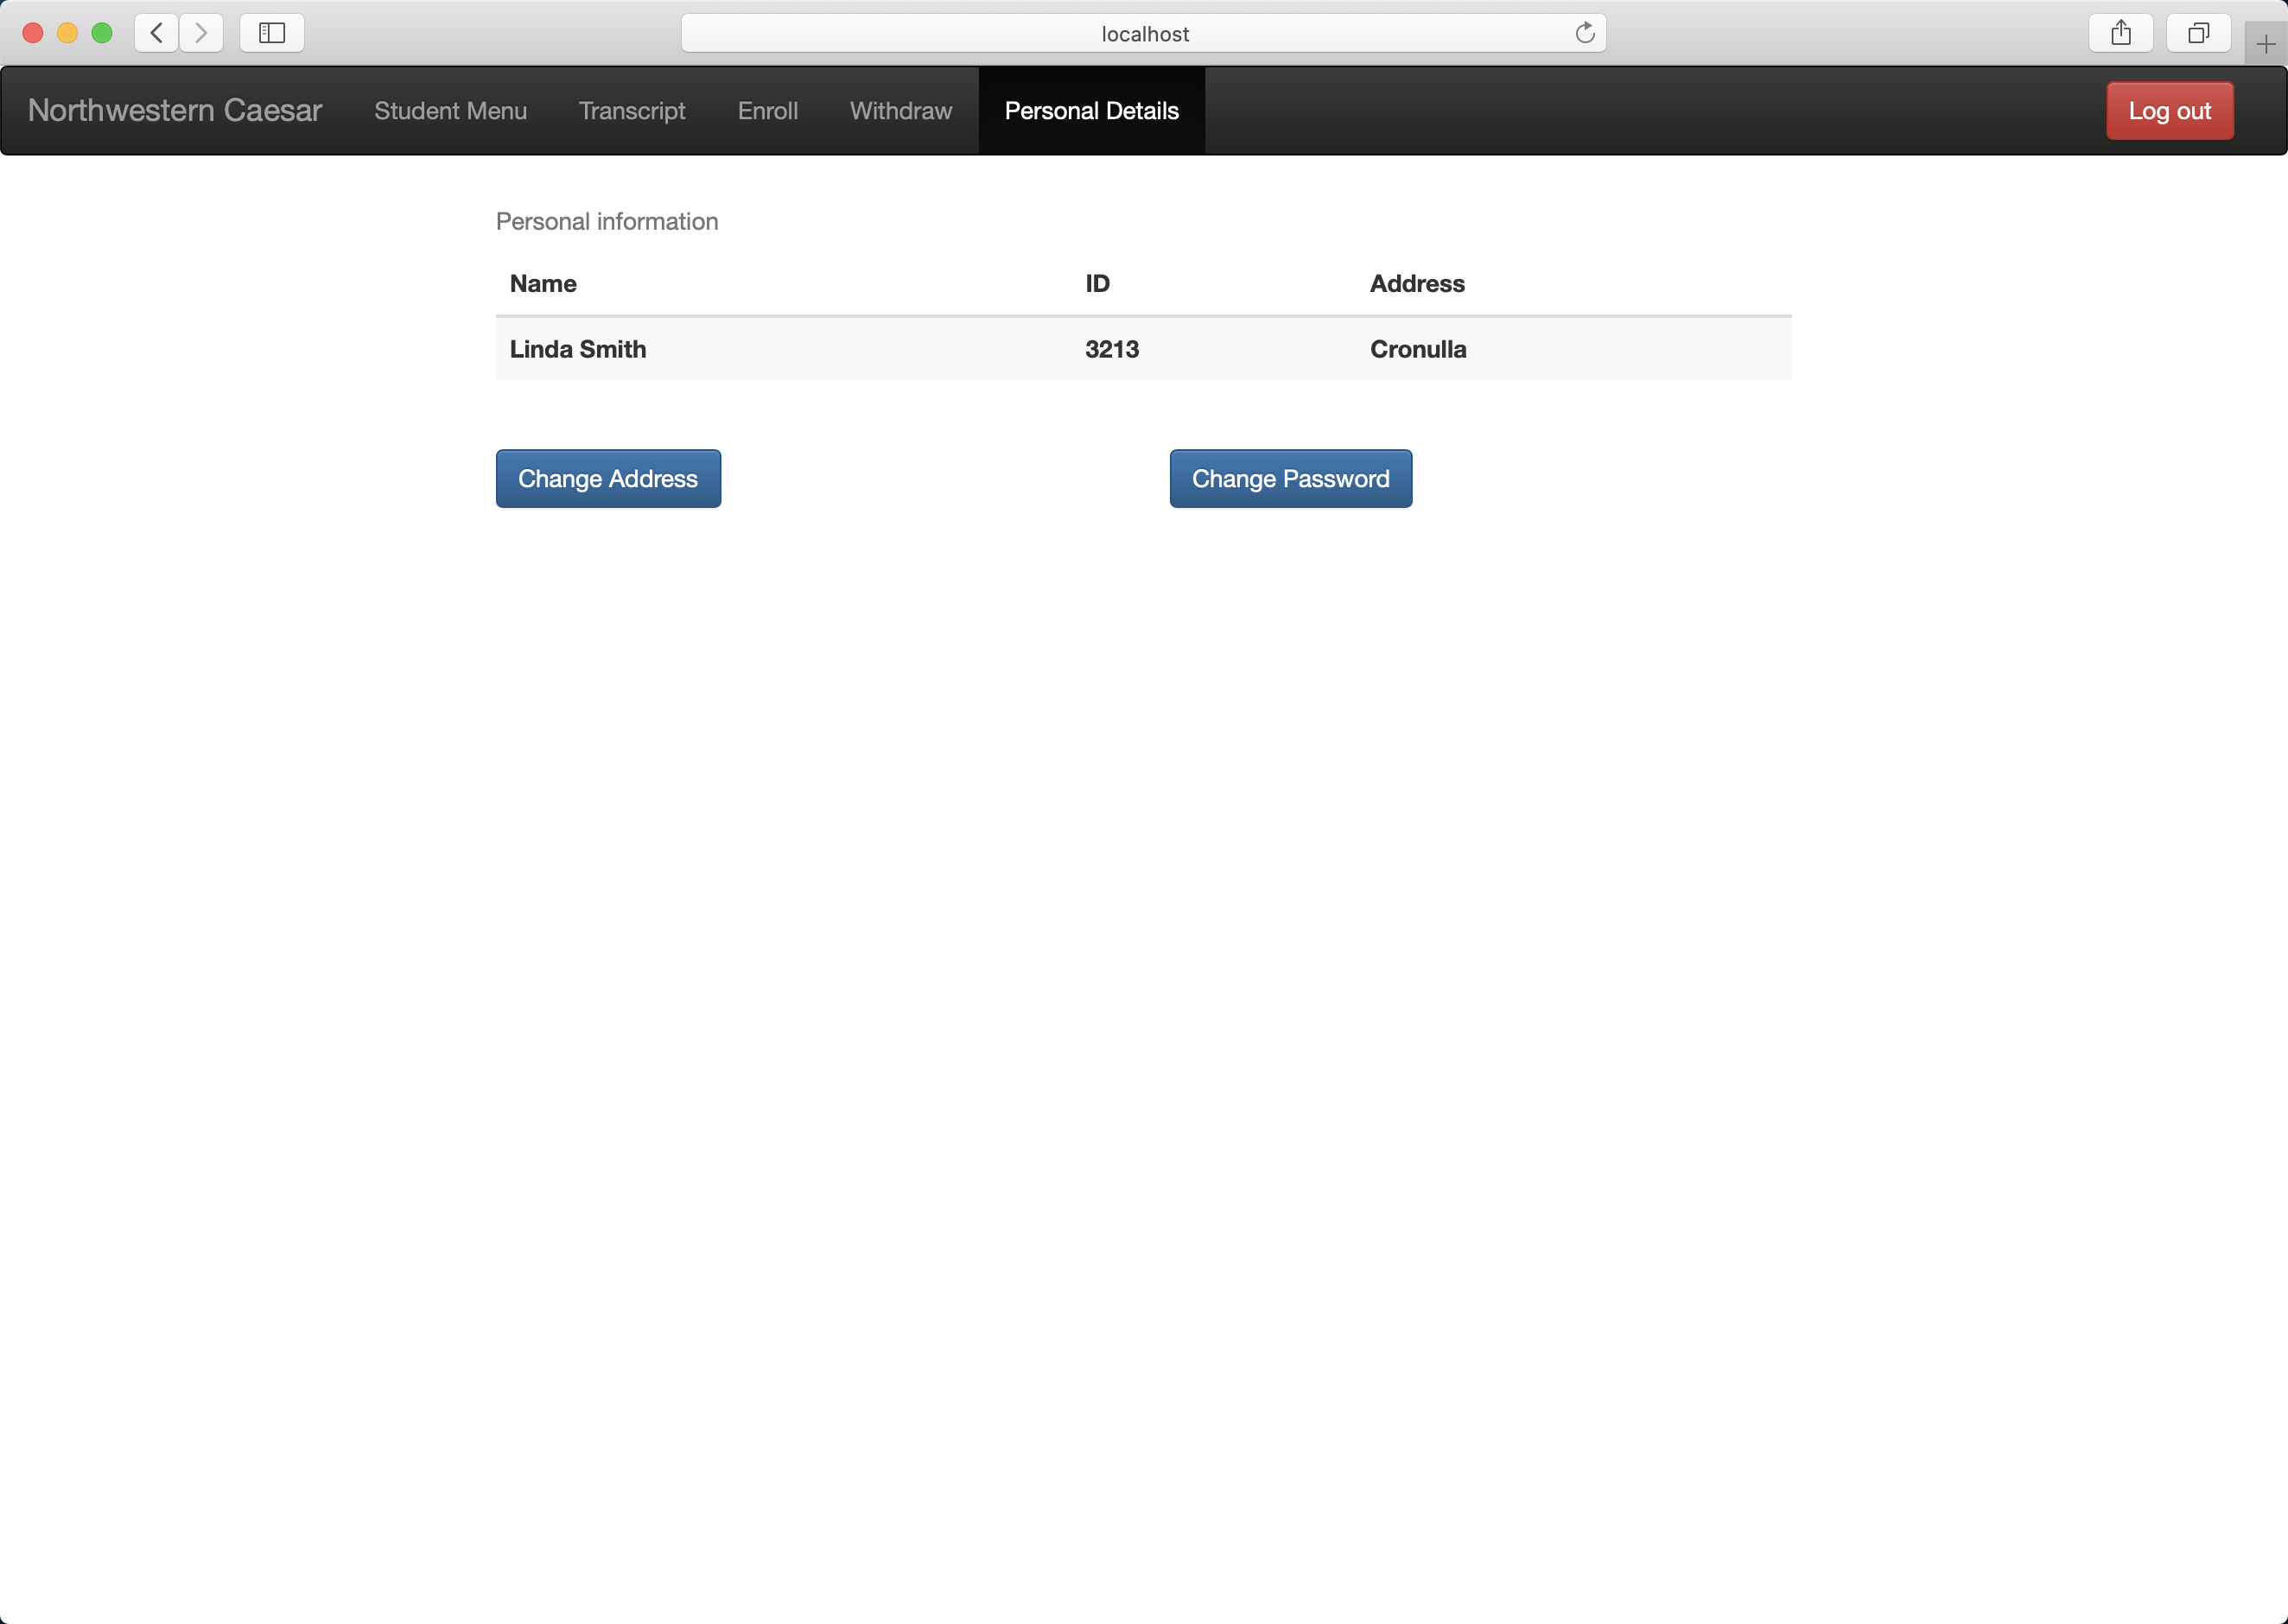 localhost
Northwestern Caesar Student Menu Transcript Enroll Withdraw Personal Details Log out
Personal information
Name ID Address
Linda Smith 3213 Cronulla
Change Address Change Password